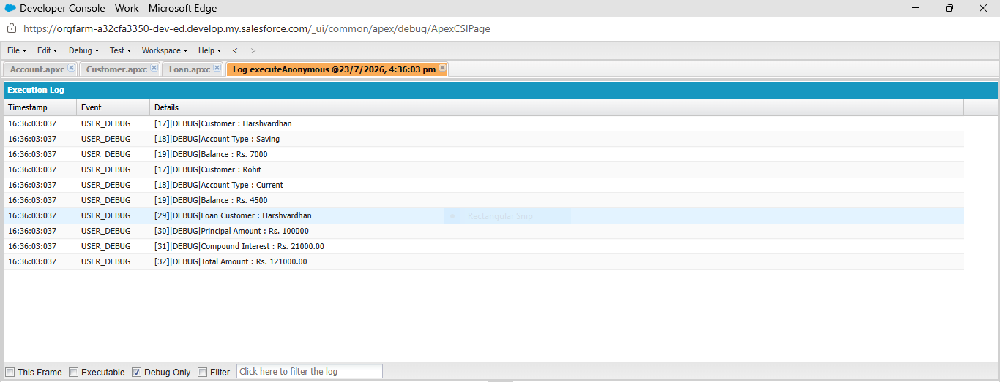 Developer Console - Work - Microsoft Edge
https://orgfarm-a32cfa3350-dev-ed.develop.my.salesforce.com/_ui/common/apex/debug/ApexCSIPage
File Edit Debug Test Workspace Help < >
Account.apxc Customer.apxc Loan.apxc Log executeAnonymous @23/7/2026, 4:36:03 pm
Execution Log
Timestamp Event Details
16:36:03:037 USER_DEBUG [17]|DEBUG|Customer : Harshvardhan
16:36:03:037 USER_DEBUG [18]|DEBUG|Account Type : Saving
16:36:03:037 USER_DEBUG [19]|DEBUG|Balance : Rs. 7000
16:36:03:037 USER_DEBUG [17]|DEBUG|Customer : Rohit
16:36:03:037 USER_DEBUG [18]|DEBUG|Account Type : Current
16:36:03:037 USER_DEBUG [19]|DEBUG|Balance : Rs. 4500
16:36:03:037 USER_DEBUG [29]|DEBUG|Loan Customer : Harshvardhan Rectangular Snip
16:36:03:037 USER_DEBUG [30]|DEBUG|Principal Amount : Rs. 100000
16:36:03:037 USER_DEBUG [31]|DEBUG|Compound Interest : Rs. 21000.00
16:36:03:037 USER_DEBUG [32]|DEBUG|Total Amount : Rs. 121000.00
This Frame Executable Debug Only Filter Click here to filter the log